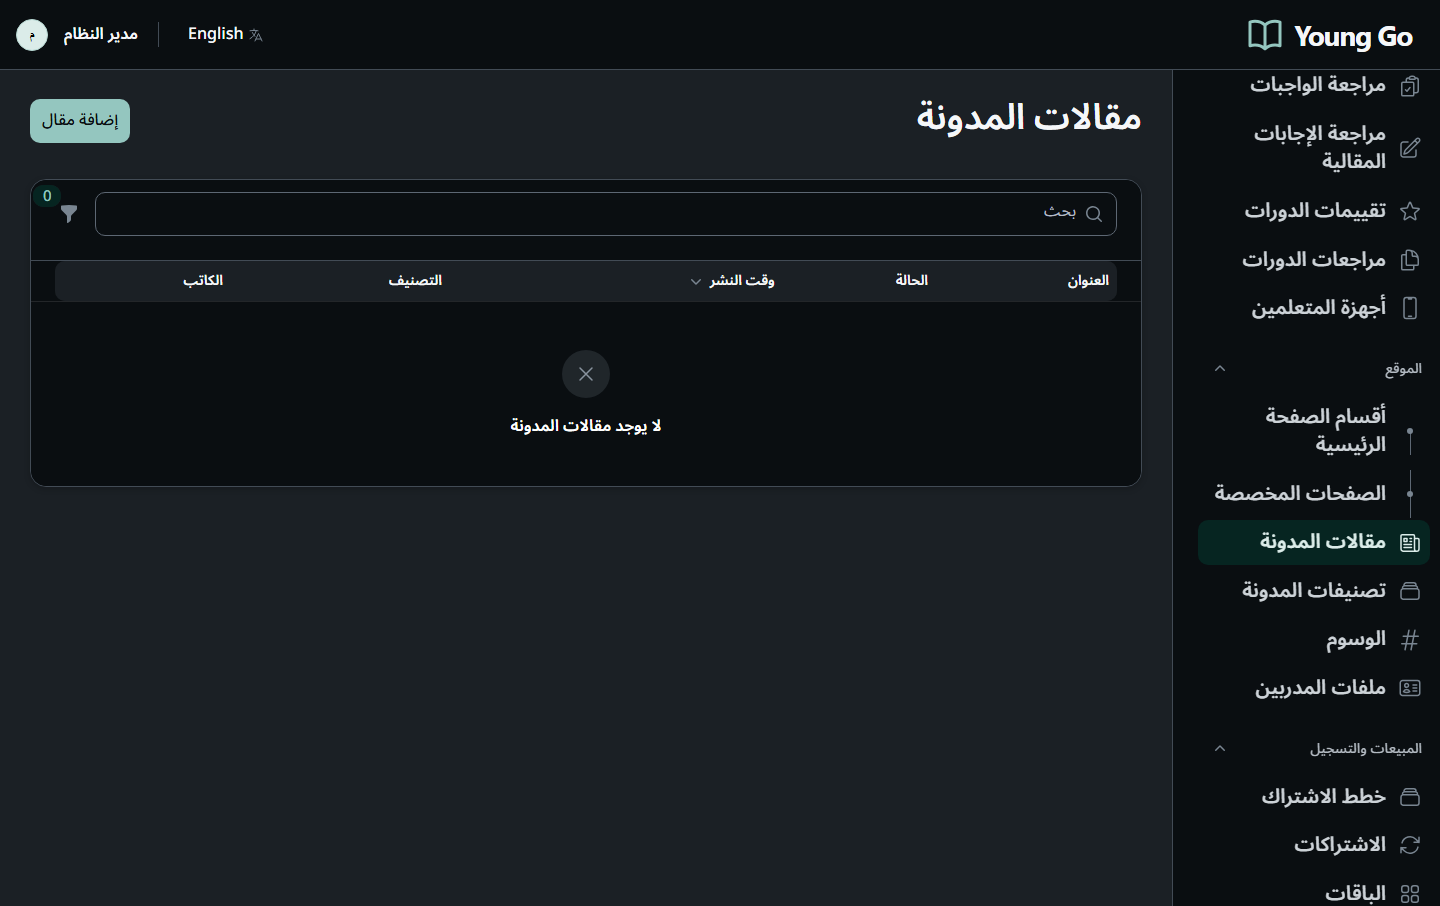 Young Go
English
مدير النظام
م
مراجعة الواجبات
مراجعة الإجابات
المقالية
تقييمات الدورات
مراجعات الدورات
أجهزة المتعلمين
الموقع
أقسام الصفحة
الرئيسية
الصفحات المخصصة
مقالات المدونة
تصنيفات المدونة
الوسوم
ملفات المدربين
المبيعات والتسجيل
خطط الاشتراك
الاشتراكات
الباقات
مقالات المدونة
إضافة مقال
بحث
0
العنوان الحالة وقت النشر التصنيف الكاتب
لا يوجد مقالات المدونة